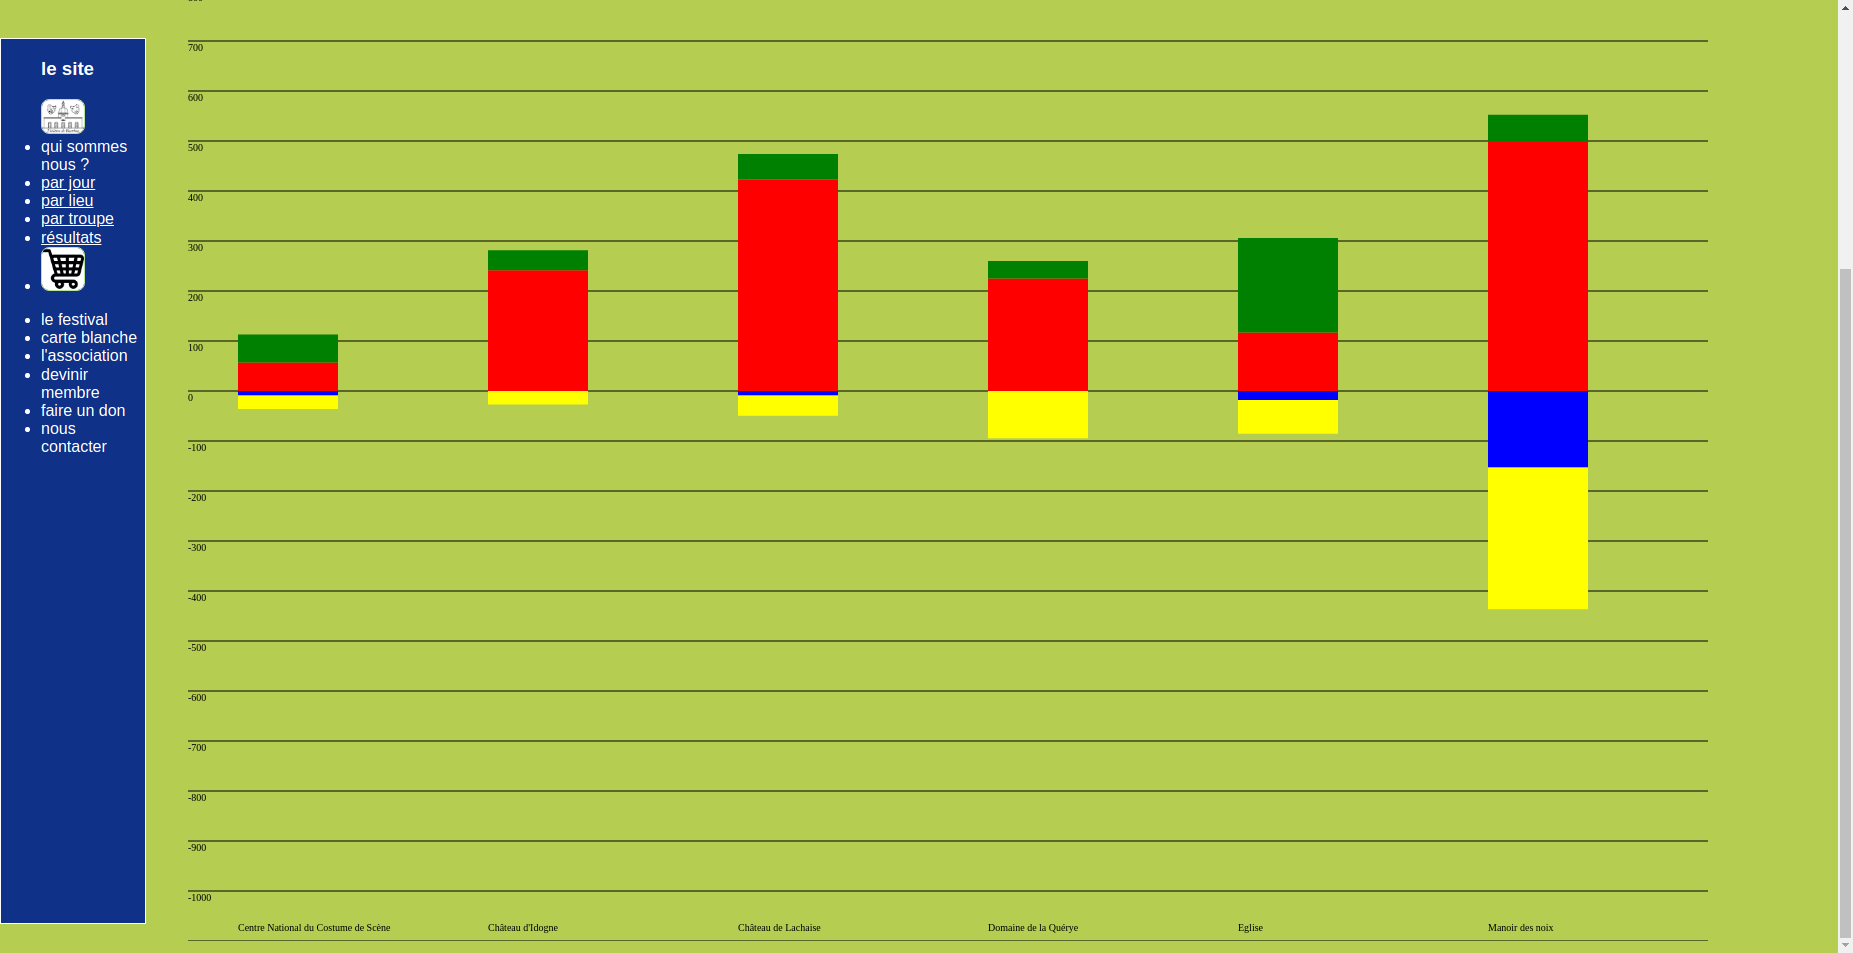 700
600
500
400
300
200
100
0
-100
-200
-300
-400
-500
-600
-700
-800
-900
-1000
Centre National du Costume de Scène
Château d'Idogne
Château de Lachaise
Domaine de la Quérye
Eglise
Manoir des noix
le site
qui sommes
nous ?
par jour
par lieu
par troupe
résultats
le festival
carte blanche
l'association
devinir
membre
faire un don
nous
contacter